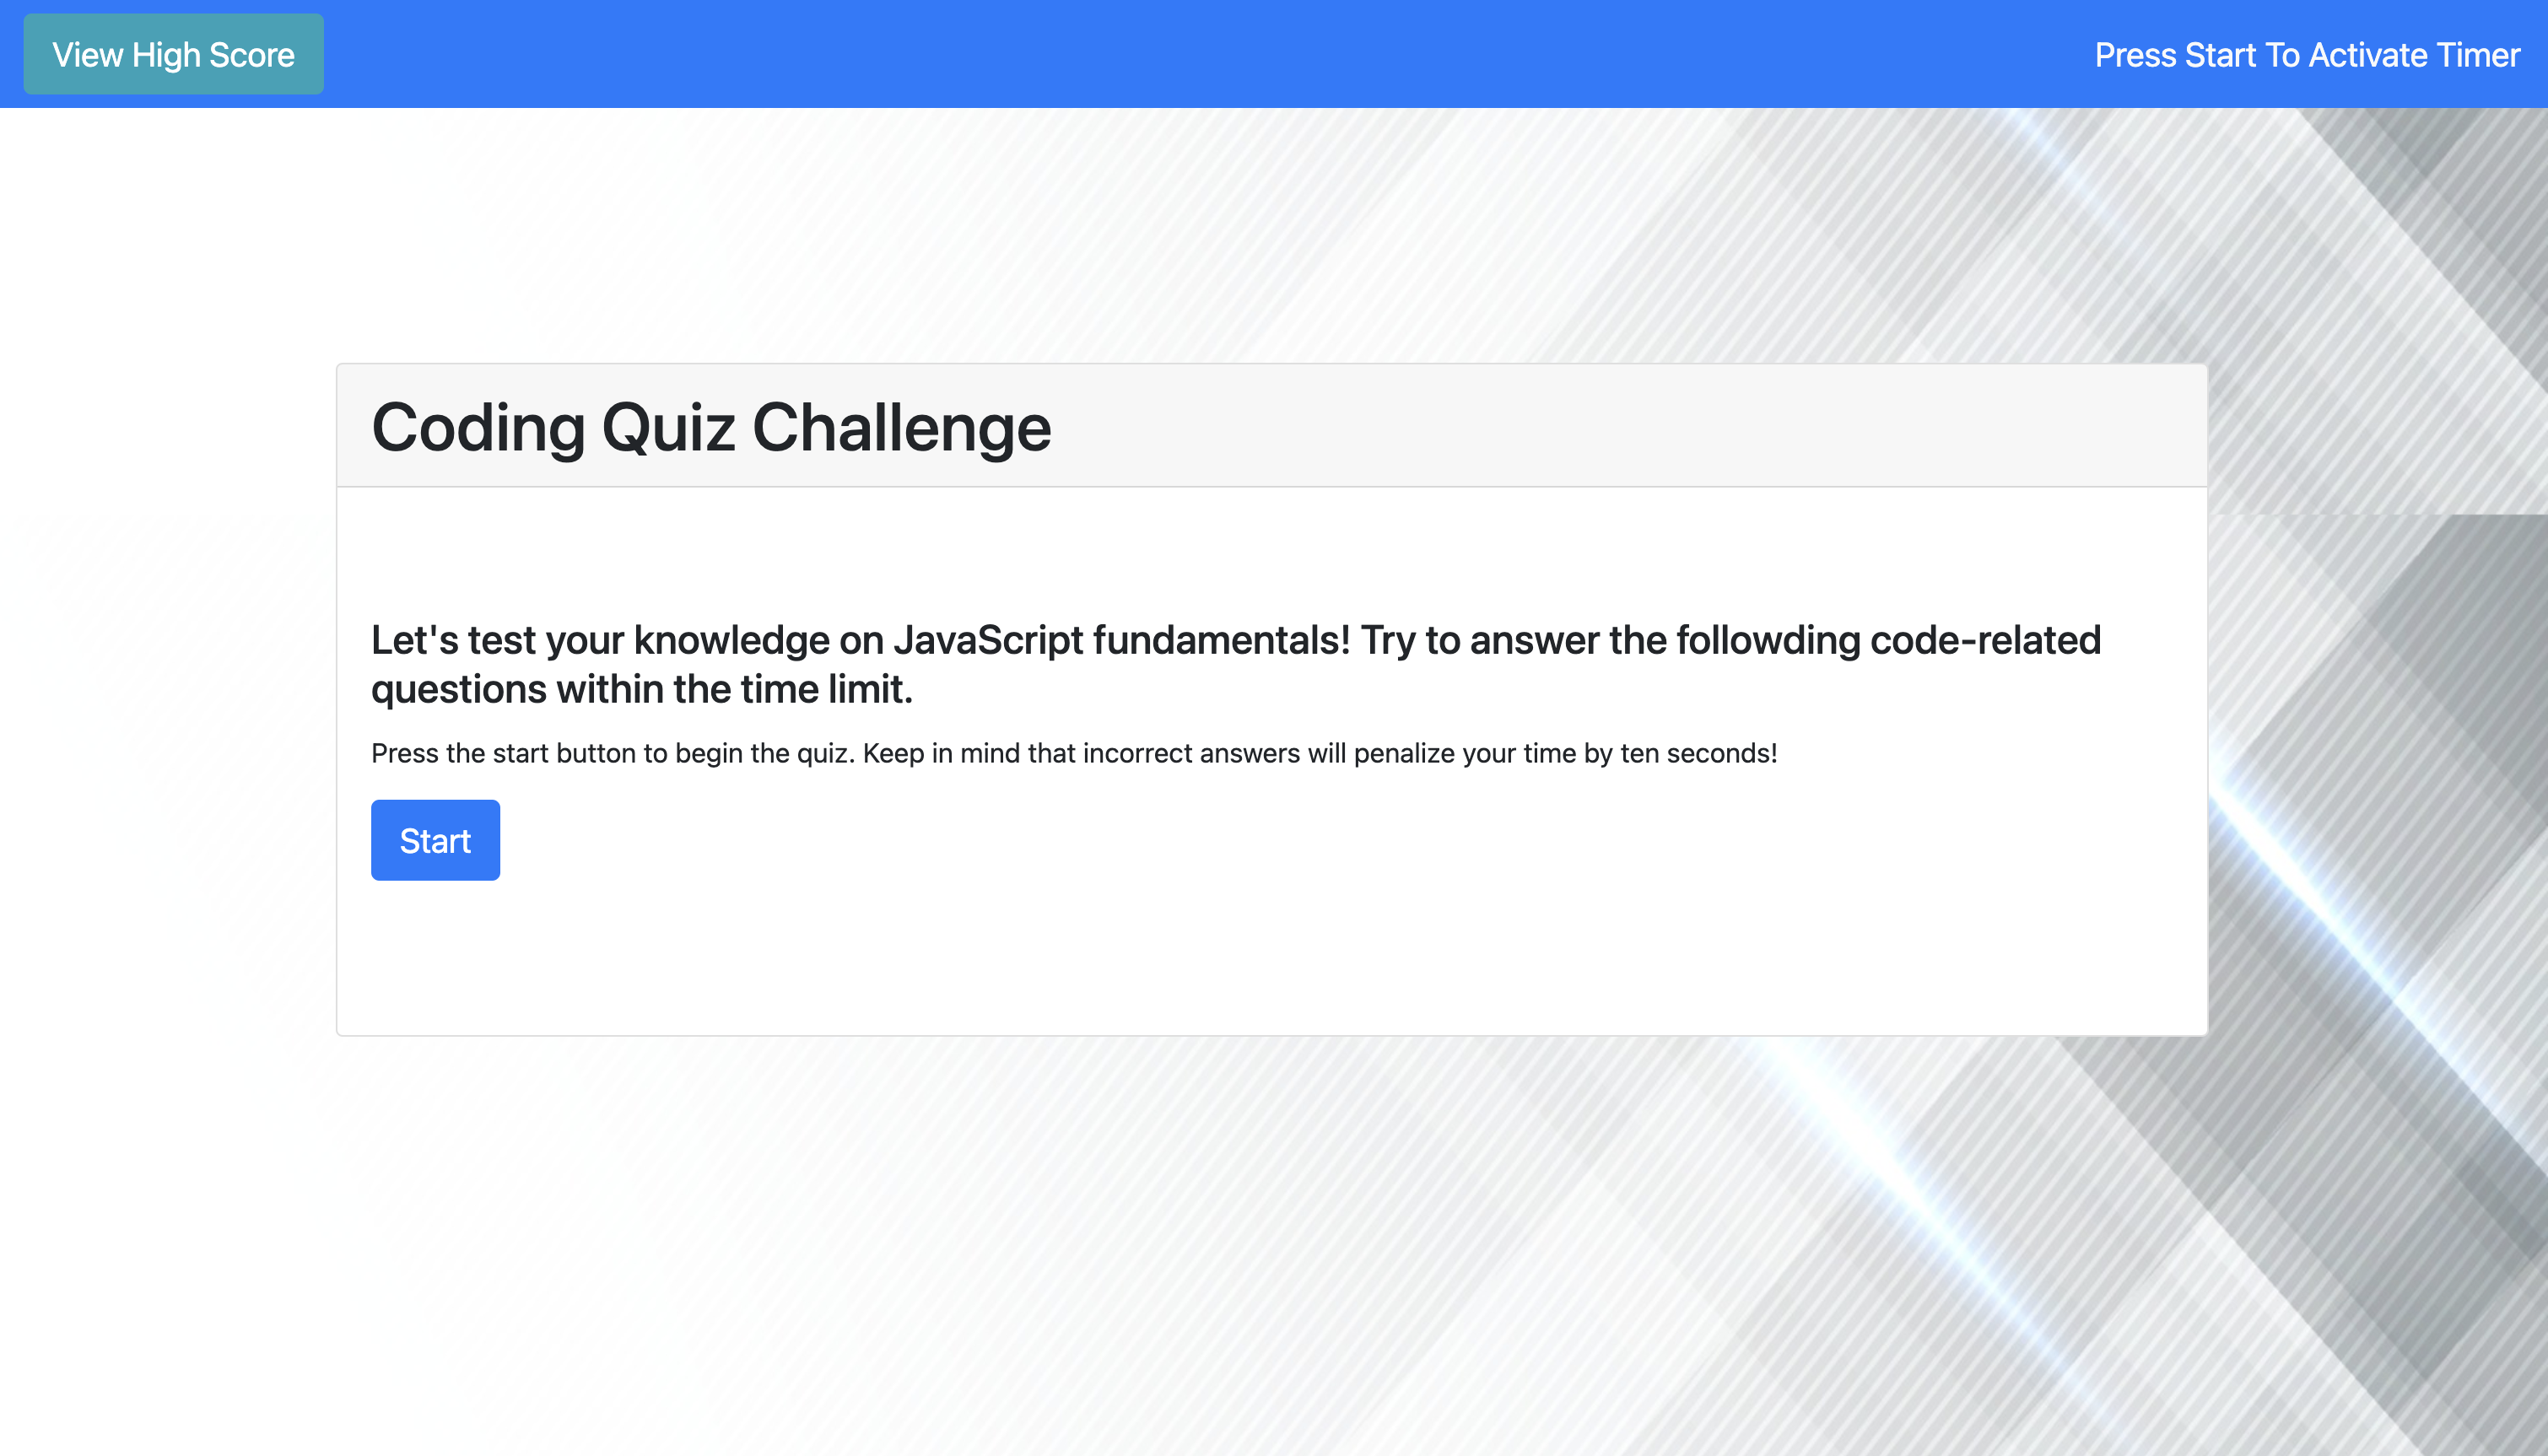 View High Score
Press Start To Activate Timer
Coding Quiz Challenge
Let's test your knowledge on JavaScript fundamentals! Try to answer the followding code-related
questions within the time limit.
Press the start button to begin the quiz. Keep in mind that incorrect answers will penalize your time by ten seconds!
Start